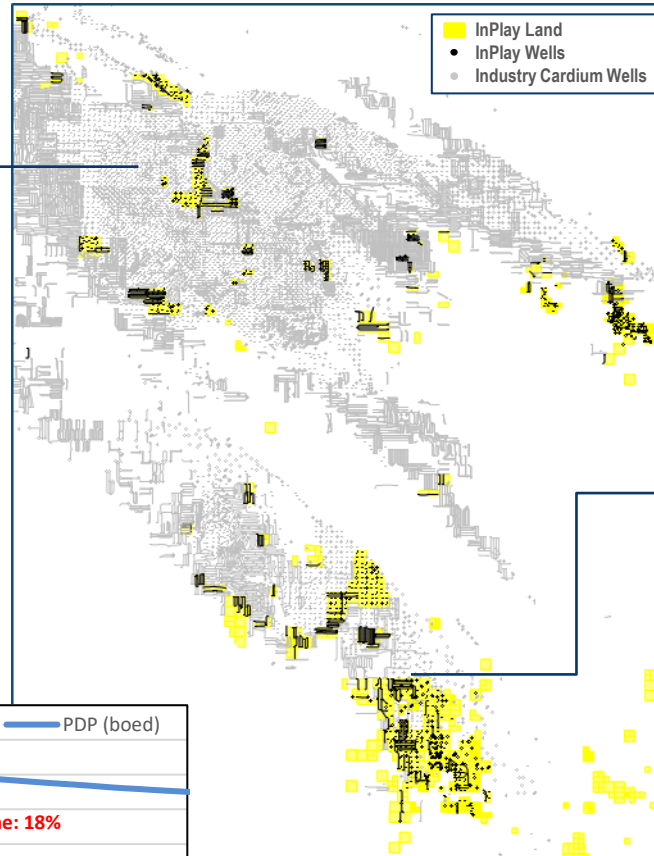 InPlay Land
InPlay Wells
Industry Cardium Wells
PDP (boed)
ne: 18%